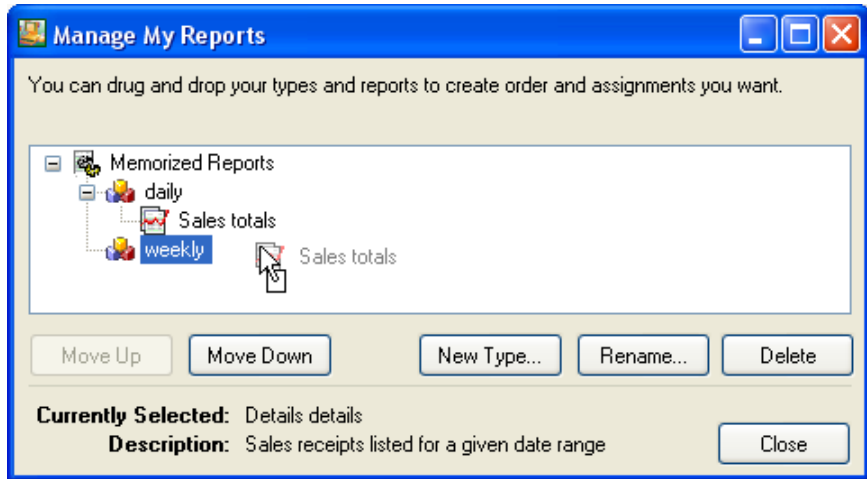 Manage My Reports
You can drug and drop your types and reports to create order and assignments you want.
Memorized Reports
daily
Sales totals
weekly Sales totals
Move Up Move Down New Type... Rename... Delete
Currently Selected: Details details
Description: Sales receipts listed for a given date range
Close